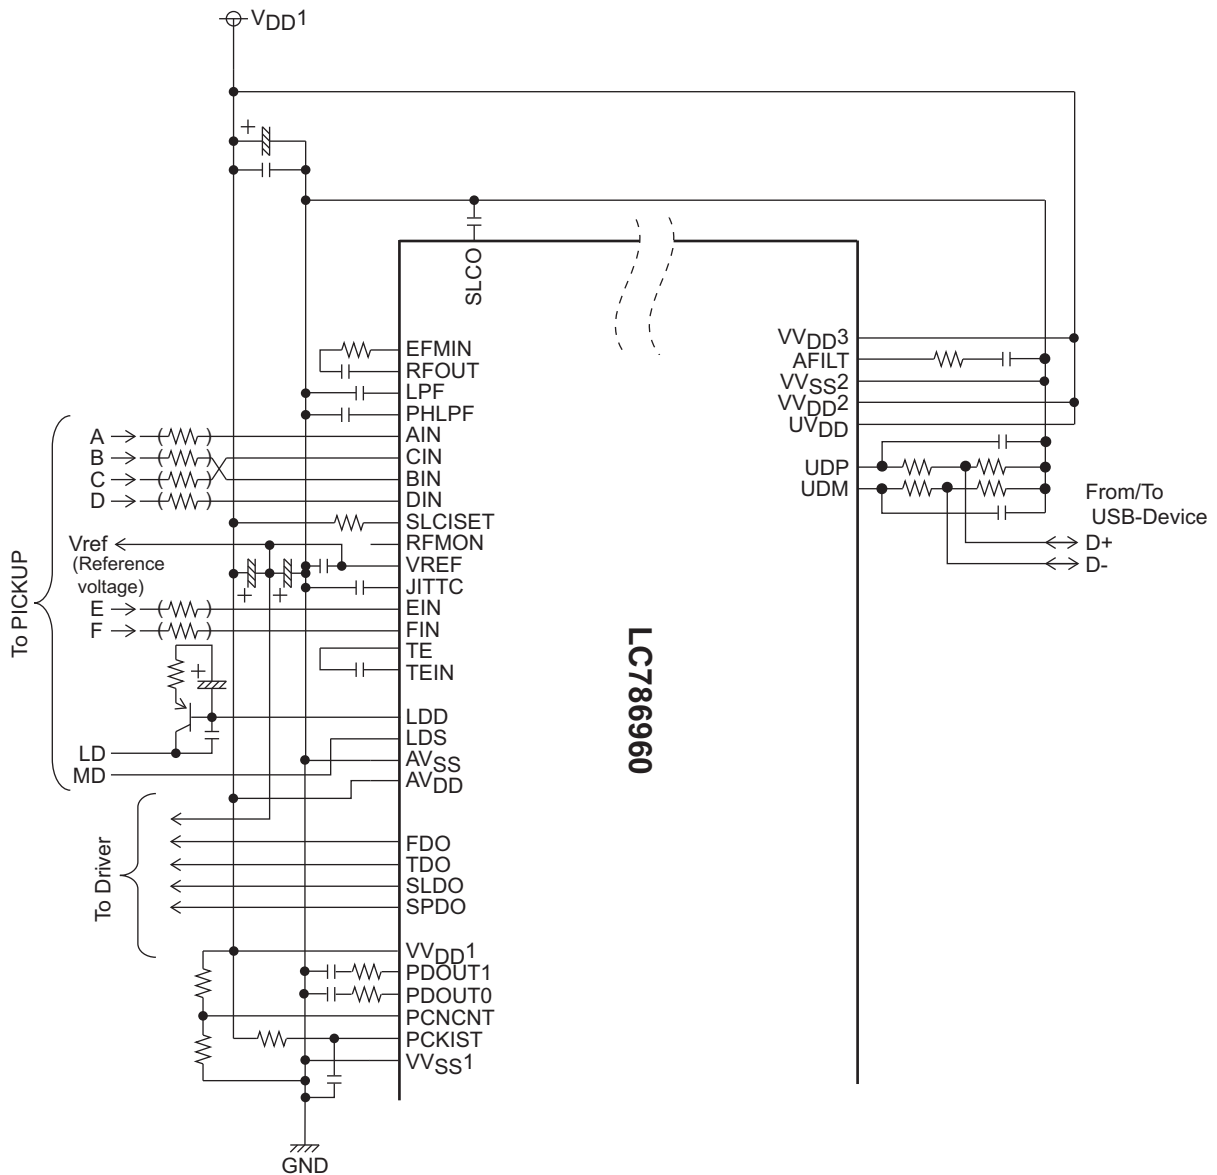 VDD1
+
SLCO
EFMIN
RFOUT
LPF
PHLPF
AIN
CIN
BIN
DIN
SLCISET
RFMON
VREF
JITTC
EIN
FIN
TE
TEIN
LDD
LDS
AVSS
AVDD
FDO
TDO
SLDO
SPDO
VVDD1
PDOUT1
PDOUT0
PCNCNT
PCKIST
VVSS1
VVDD3
AFILT
VVSS2
VVDD2
UVDD
UDP
UDM
From/To
USB-Device
D+
D-
LC786960
To PICKUP
A
B
C
D
Vref
(Reference
voltage)
+ +
E
F
+
LD
MD
To Driver
GND